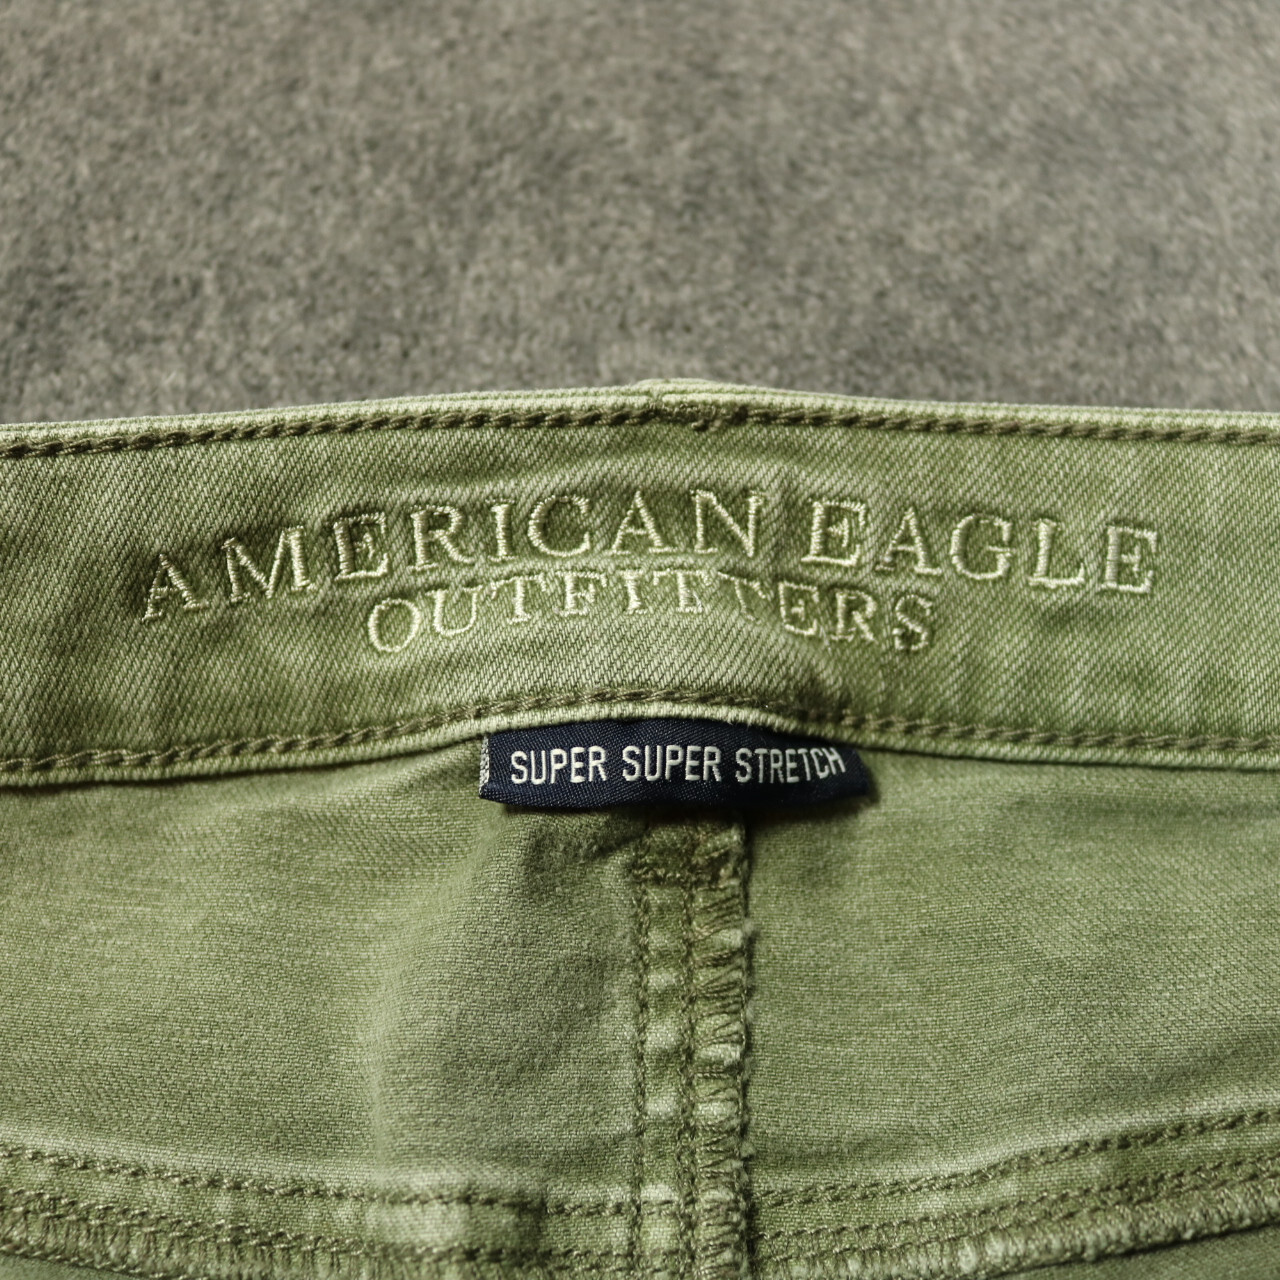 AMERICAN EAGLE
OUTFITTERS
SUPER SUPER STRETCH